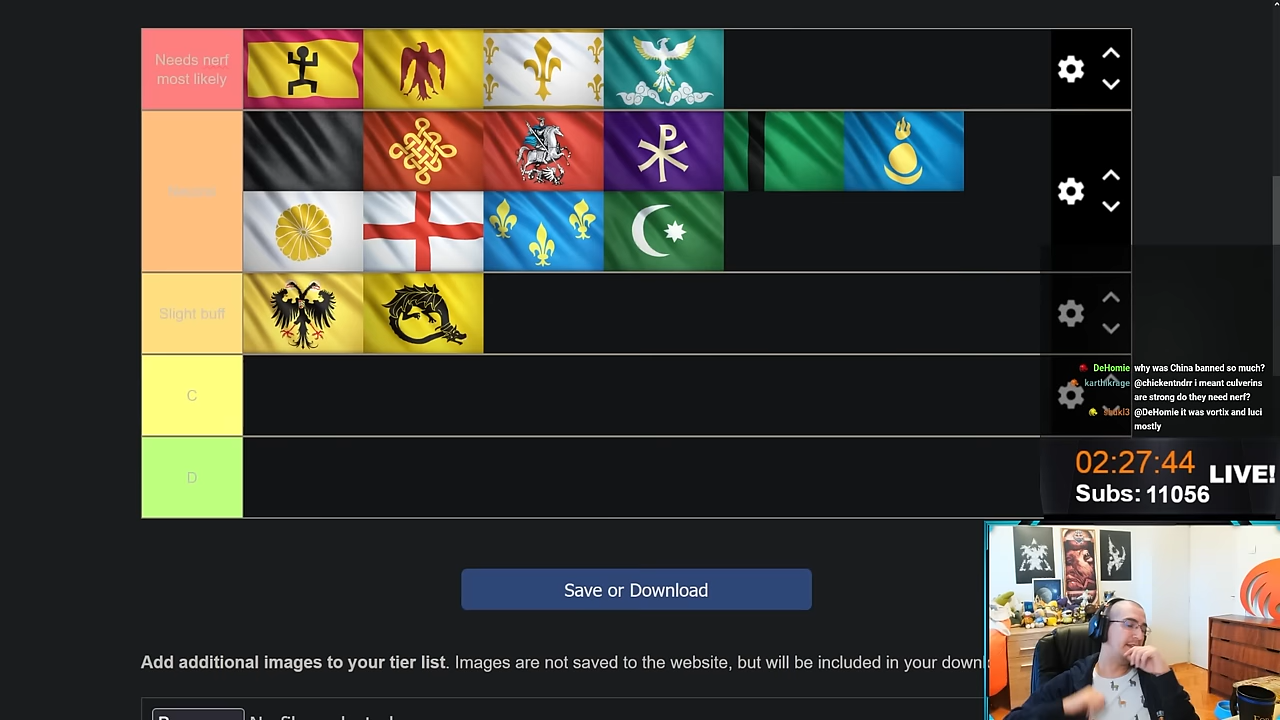 Needs nerf
most likely
Slight buff
C
D
DeHomie why was China banned so much?
karthikrage @chickentndrr i meant culverins
are strong do they need nerf?
@DeHomie it was vortix and luci
mostly
02:27:44
LIVE!
Subs: 11056
Save or Download
Add additional images to your tier list. Images are not saved to the website, but will be included in your